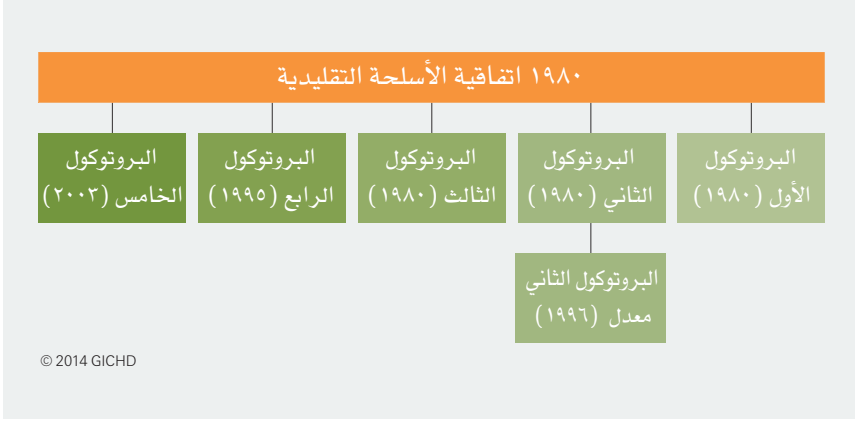 ١٩٨٠ اتفاقية الأسلحة التقليدية
البروتوكول
الأول (١٩٨٠)
البروتوكول
الثاني (١٩٨٠)
البروتوكول
الثالث (١٩٨٠)
البروتوكول
الرابع (١٩٩٥)
البروتوكول
الخامس (٢٠٠٣)
البروتوكول الثاني
معدل (١٩٩٦)
© 2014 GICHD